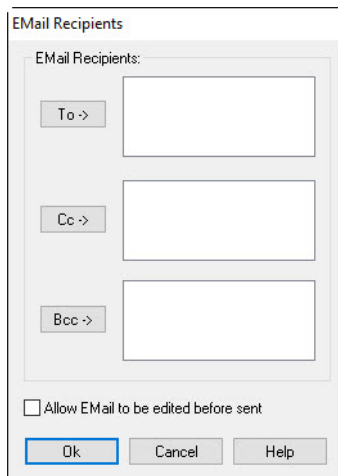 EMail Recipients
EMail Recipients:
To ->
Cc ->
Bcc ->
Allow EMail to be edited before sent
Ok Cancel Help